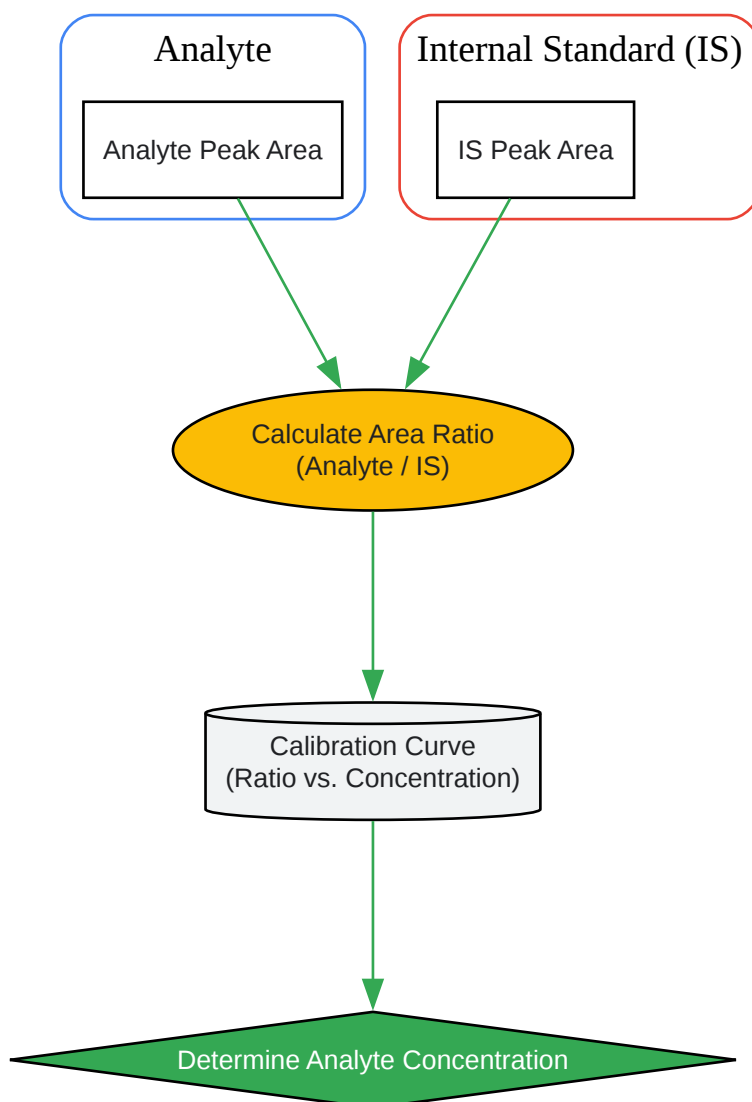 Analyte
Internal Standard (IS)
Analyte Peak Area
IS Peak Area
Calculate Area Ratio
(Analyte / IS)
Calibration Curve
(Ratio vs. Concentration)
Determine Analyte Concentration